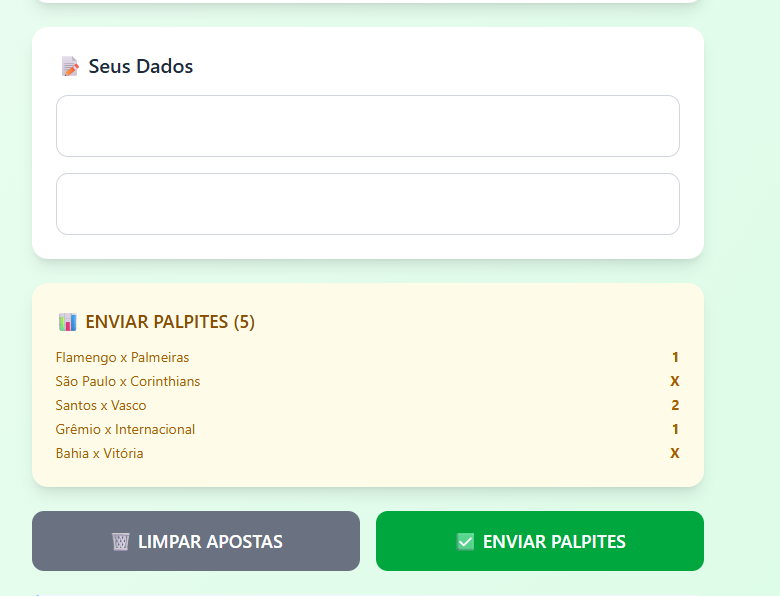 Seus Dados
ENVIAR PALPITES (5)
Flamengo x Palmeiras 1
São Paulo x Corinthians X
Santos x Vasco 2
Grêmio x Internacional 1
Bahia x Vitória X
LIMPAR APOSTAS
ENVIAR PALPITES